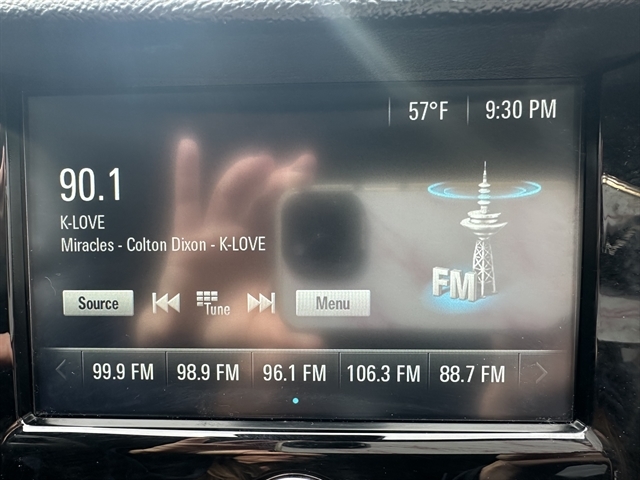 57°F 9:30 PM
90.1
K-LOVE
Miracles - Colton Dixon - K-LOVE
FM
Source Tune Menu
99.9 FM 98.9 FM 96.1 FM 106.3 FM 88.7 FM